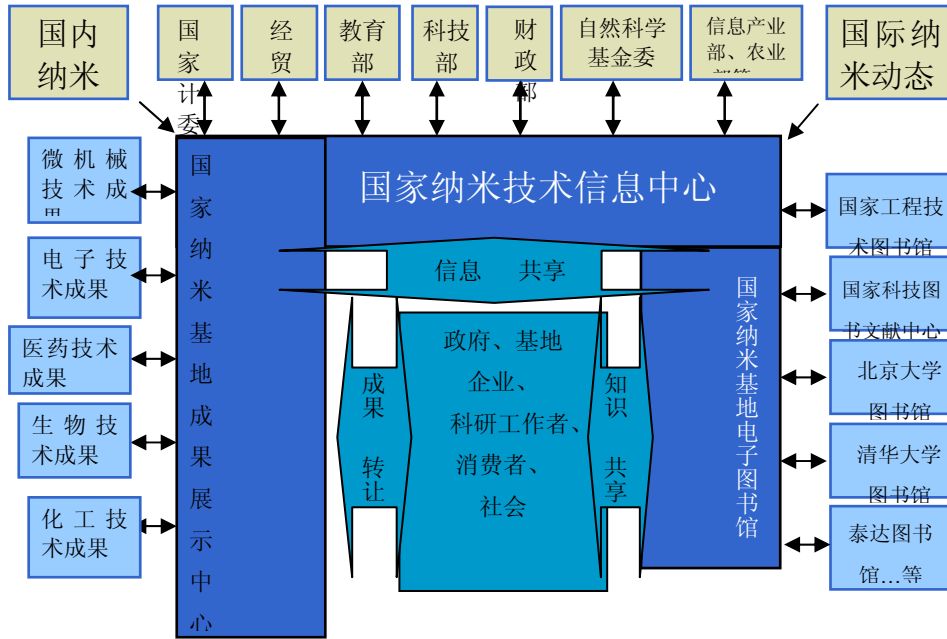 国内
纳米
国
家
计
委
经
贸
教育
部
科技
部
财
政
部
自然科学
基金委
信息产业
部、农业
部等
国际纳
米动态
微机械
技术成
果
电子技
术成果
医药技术
成果
生物技
术成果
化工技
术成果
国
家
纳
米
基
地
成
果
展
示
中
心
国家纳米技术信息中心
信息 共享
成
果
转让
政府、基地
企业、
科研工作者、
消费者、
社会
知
识
共享
国
家
纳
米
基
地
电
子
图
书
馆
国家工程技
术图书馆
国家科技图
书文献中心
北京大学
图书馆
清华大学
图书馆
泰达图书
馆…等